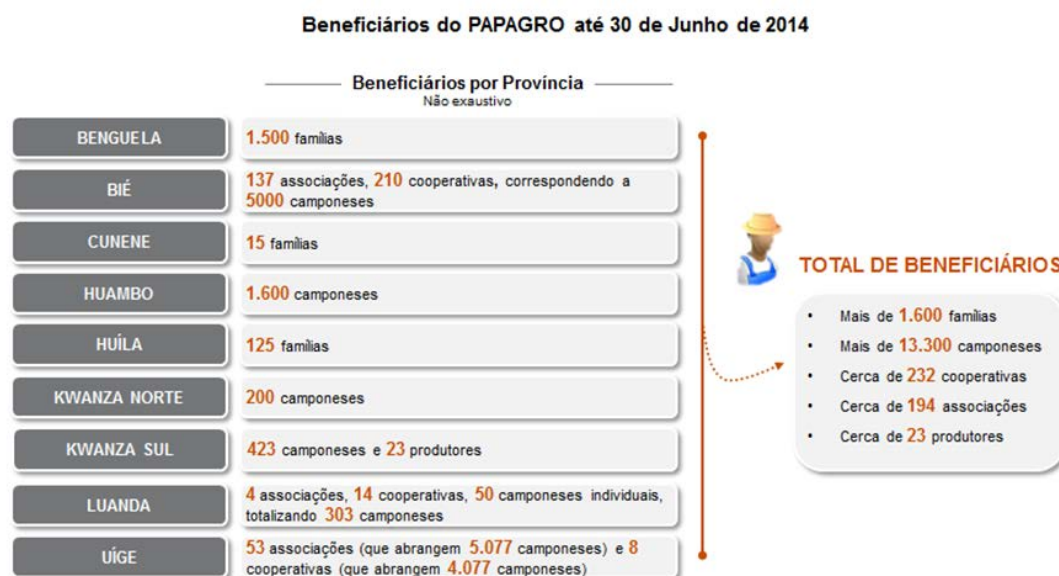 Beneficiários do PAPAGRO até 30 de Junho de 2014
Beneficiários por Província
Não exaustivo
BENGUELA
1.500 famílias
BIÉ
137 associações, 210 cooperativas, correspondendo a
5000 camponeses
CUNENE
15 famílias
HUAMBO
1.600 camponeses
HUÍLA
125 famílias
KWANZA NORTE
200 camponeses
KWANZA SUL
423 camponeses e 23 produtores
LUANDA
4 associações, 14 cooperativas, 50 camponeses individuais,
totalizando 303 camponeses
UÍGE
53 associações (que abrangem 5.077 camponeses) e 8
cooperativas (que abrangem 4.077 camponeses)
TOTAL DE BENEFICIÁRIOS
• Mais de 1.600 famílias
• Mais de 13.300 camponeses
• Cerca de 232 cooperativas
• Cerca de 194 associações
• Cerca de 23 produtores